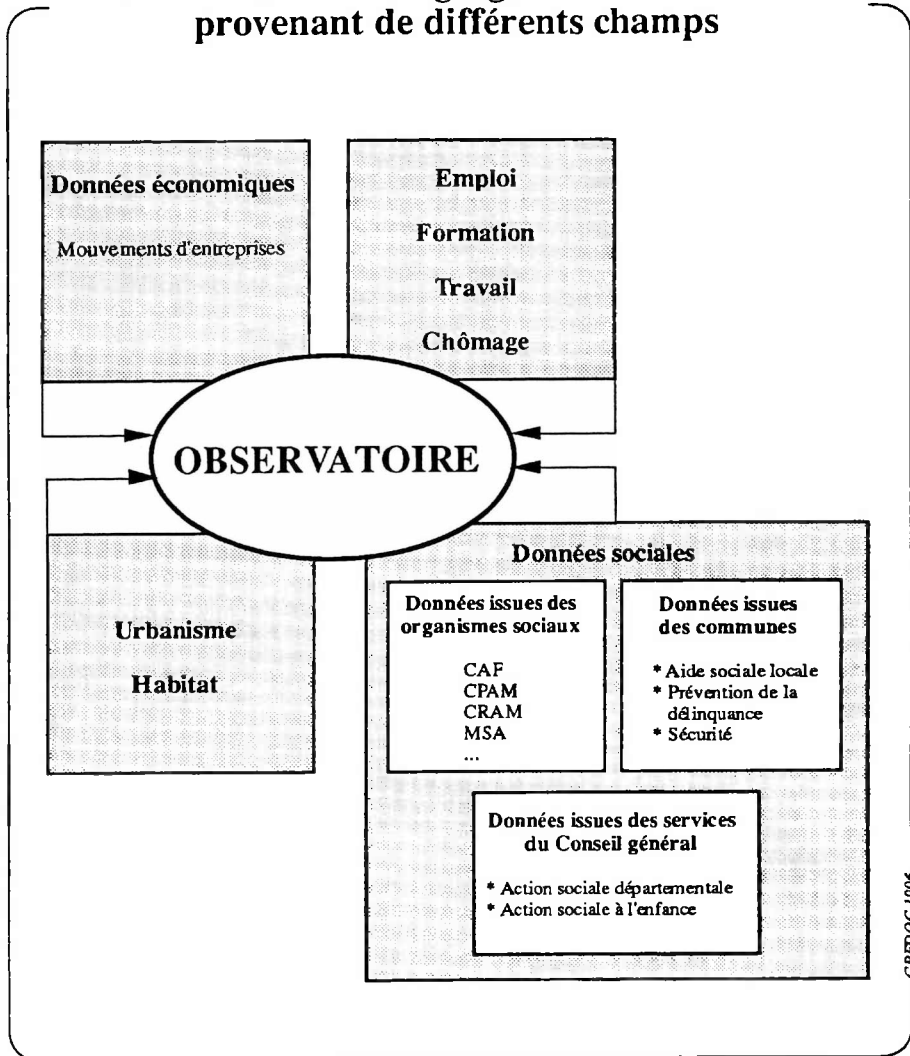 provenant de différents champs
Données économiques
Mouvements d'entreprises
Emploi
Formation
Travail
Chômage
OBSERVATOIRE
Urbanisme
Habitat
Données sociales
Données issues des
organismes sociaux
CAF
CPAM
CRAM
MSA
...
Données issues
des communes
* Aide sociale locale
* Prévention de la
délinquance
* Sécurité
Données issues des services
du Conseil général
* Action sociale départementale
* Action sociale à l'enfance